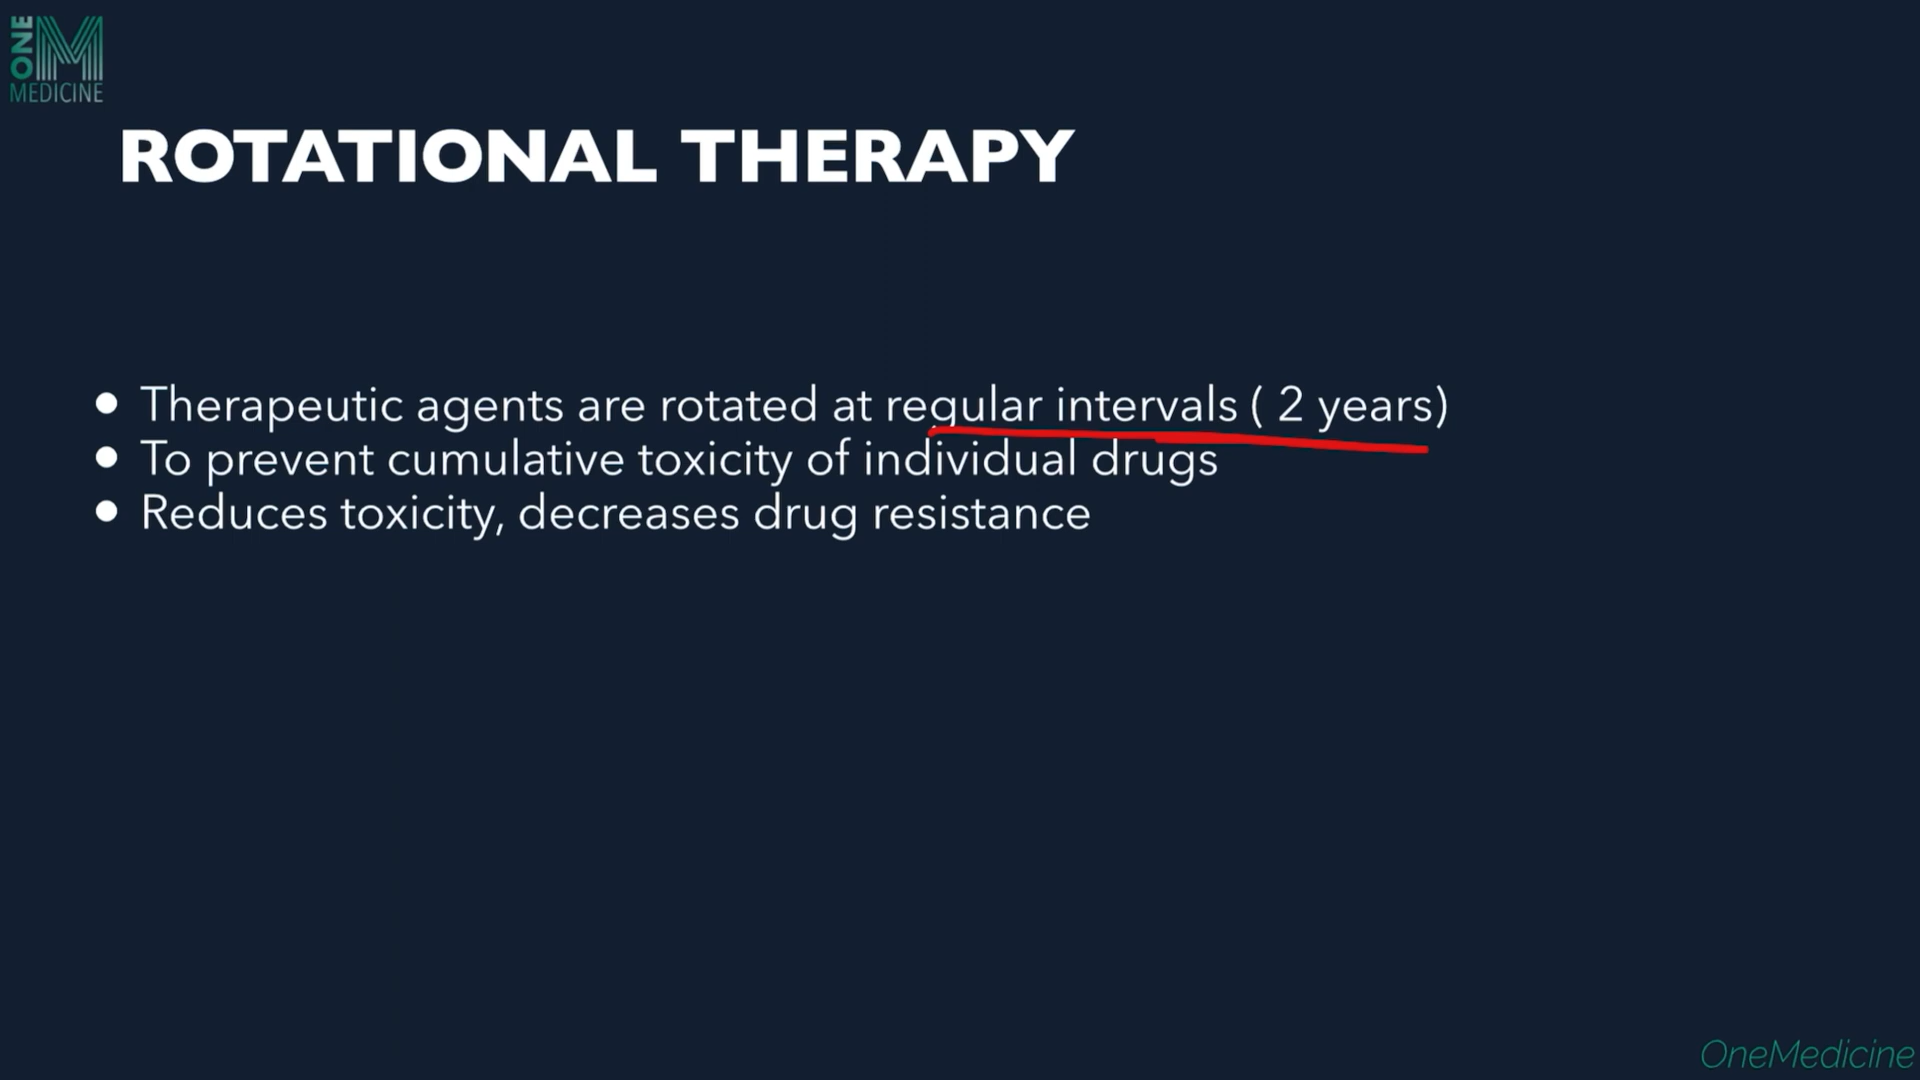 ONE
MEDICINE
ROTATIONAL THERAPY
• Therapeutic agents are rotated at regular intervals ( 2 years)
• To prevent cumulative toxicity of individual drugs
• Reduces toxicity, decreases drug resistance
OneMedicine